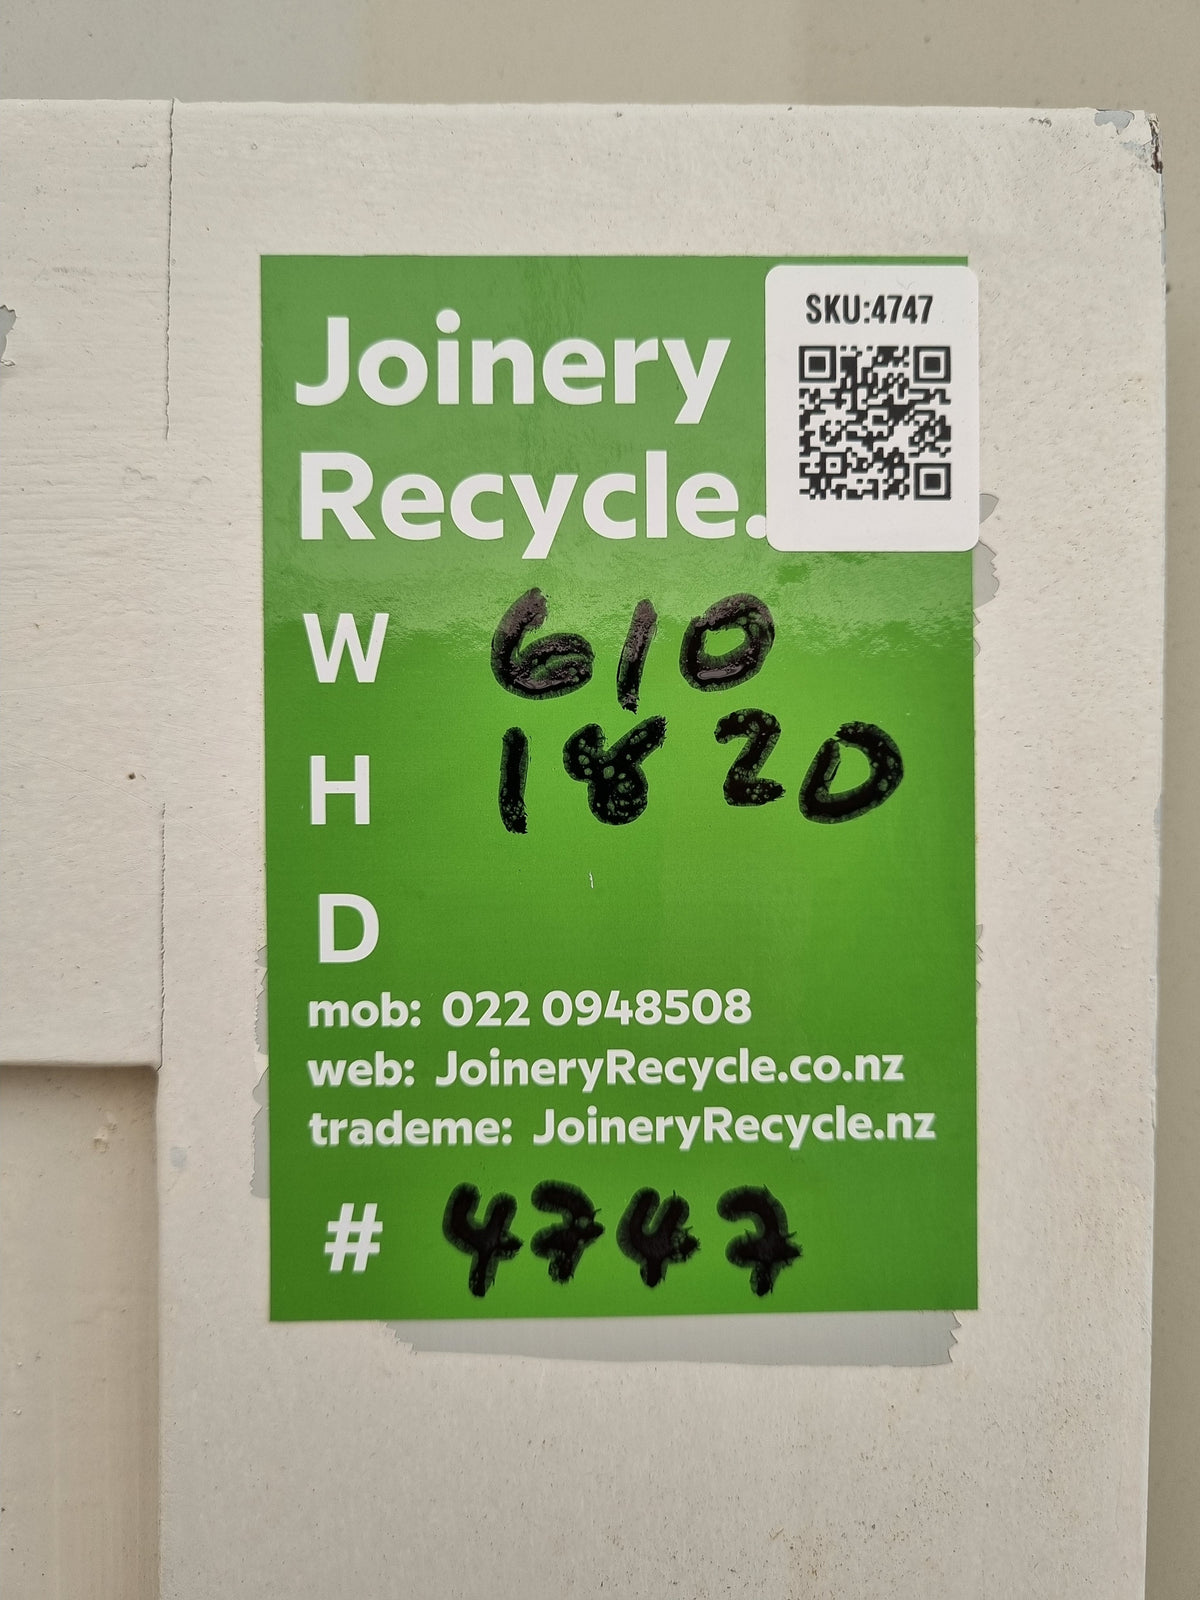 Joinery
Recycle.
SKU:4747
W 610
H 1820
D
mob: 022 0948508
web: JoineryRecycle.co.nz
trademe: JoineryRecycle.nz
# 4747